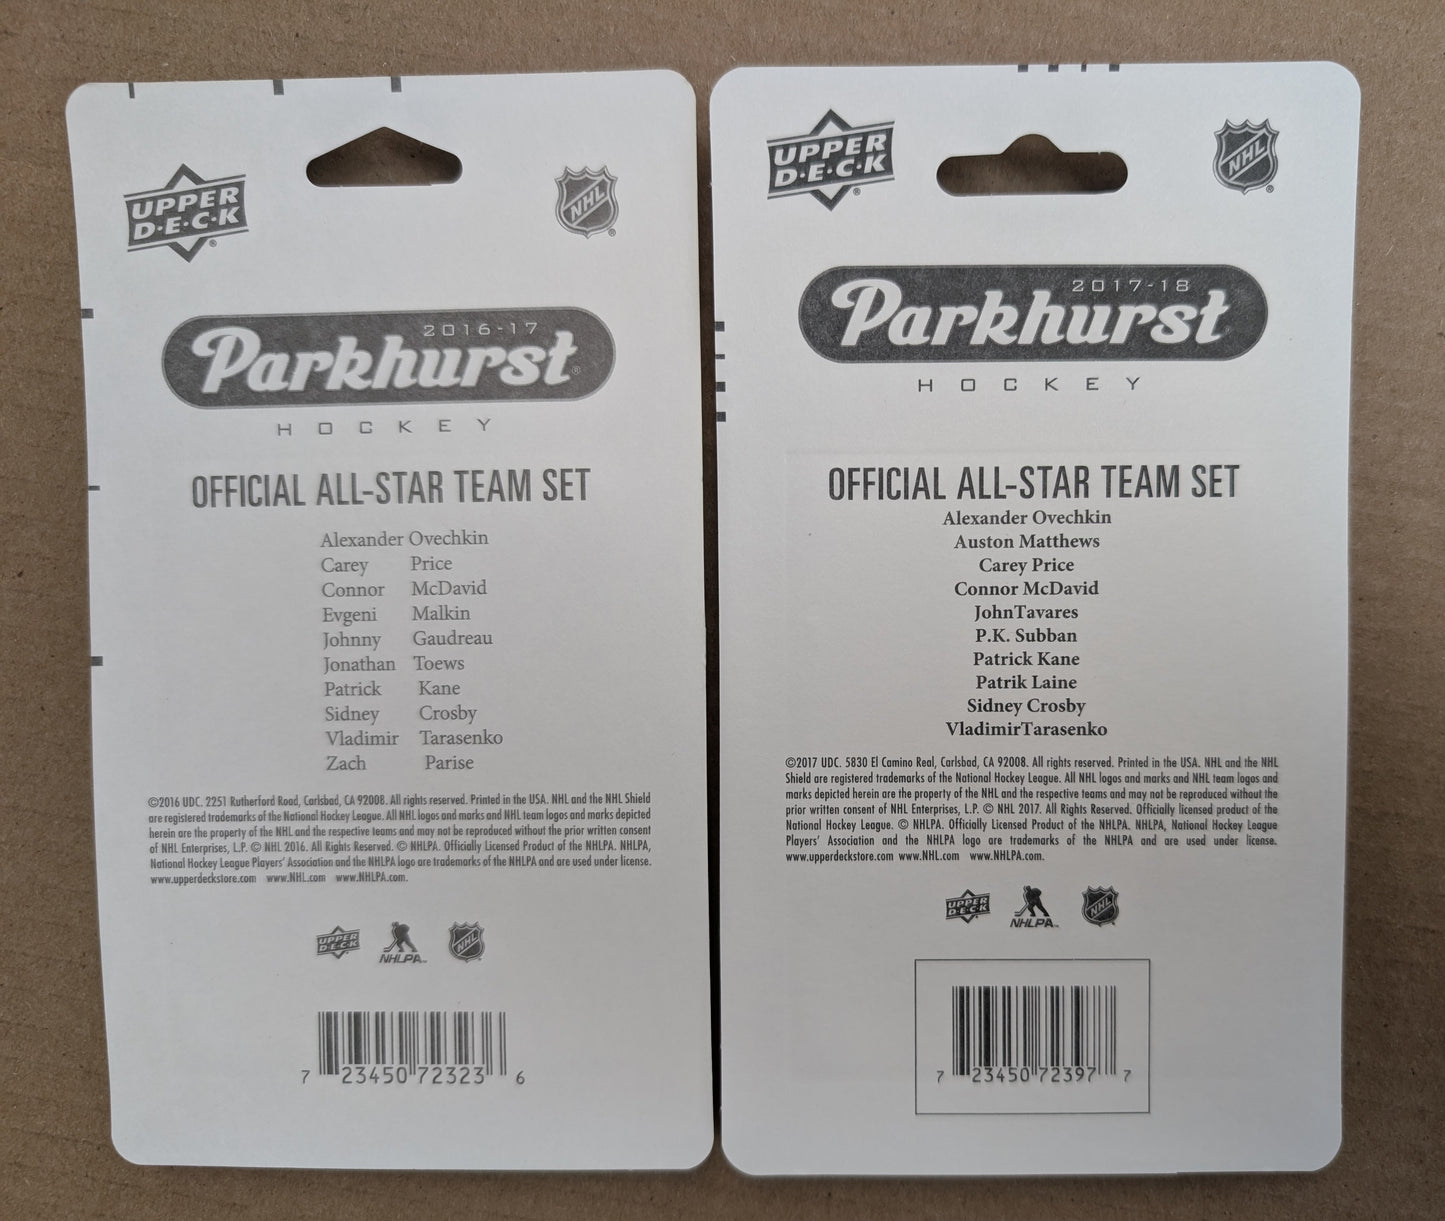 UPPER
D·E·C·K
®
NHL
®
2016-17
Parkhurst
®
HOCKEY
OFFICIAL ALL-STAR TEAM SET
Alexander Ovechkin
Carey Price
Connor McDavid
Evgeni Malkin
Johnny Gaudreau
Jonathan Toews
Patrick Kane
Sidney Crosby
Vladimir Tarasenko
Zach Parise
©2016 UDC. 2251 Rutherford Road, Carlsbad, CA 92008. All rights reserved. Printed in the USA. NHL and the NHL Shield
are registered trademarks of the National Hockey League. All NHL logos and marks and NHL team logos and marks depicted
herein are the property of the NHL and the respective teams and may not be reproduced without the prior written consent
of NHL Enterprises, L.P. © NHL 2016. All Rights Reserved. © NHLPA. Officially Licensed Product of the NHLPA. NHLPA,
National Hockey League Players' Association and the NHLPA logo are trademarks of the NHLPA and are used under license.
www.upperdeckstore.com www.NHL.com www.NHLPA.com.
UPPER
D·E·C·K
NHLPA™
NHL
7 23450 72323 6
UPPER
D·E·C·K
®
NHL
®
2017-18
Parkhurst
HOCKEY
OFFICIAL ALL-STAR TEAM SET
Alexander Ovechkin
Auston Matthews
Carey Price
Connor McDavid
JohnTavares
P.K. Subban
Patrick Kane
Patrik Laine
Sidney Crosby
VladimirTarasenko
©2017 UDC. 5830 El Camino Real, Carlsbad, CA 92008. All rights reserved. Printed in the USA. NHL and the NHL
Shield are registered trademarks of the National Hockey League. All NHL logos and marks and NHL team logos and
marks depicted herein are the property of the NHL and the respective teams and may not be reproduced without the
prior written consent of NHL Enterprises, L.P. © NHL 2017. All Rights Reserved. Officially licensed product of the
National Hockey League. © NHLPA. Officially Licensed Product of the NHLPA. NHLPA, National Hockey League
Players' Association and the NHLPA logo are trademarks of the NHLPA and are used under license.
www.upperdeckstore.com www.NHL.com www.NHLPA.com.
UPPER
D·E·C·K
NHLPA™
NHL
7 23450 72397 7